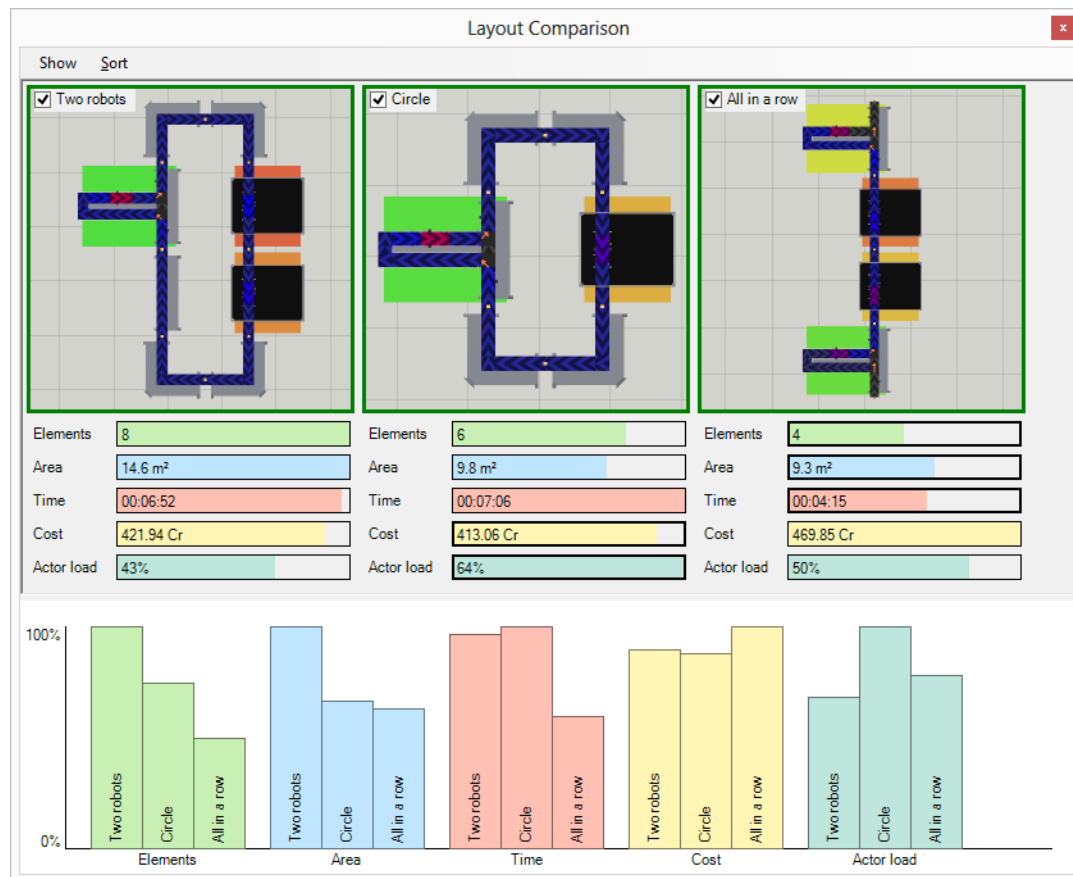 Layout Comparison
x
Show Sort
Two robots
Circle
All in a row
Elements 8
Area 14.6 m²
Time 00:06:52
Cost 421.94 Cr
Actor load 43%
Elements 6
Area 9.8 m²
Time 00:07:06
Cost 413.06 Cr
Actor load 64%
Elements 4
Area 9.3 m²
Time 00:04:15
Cost 469.85 Cr
Actor load 50%
100%
0%
Two robots
Circle
All in a row
Elements
Two robots
Circle
All in a row
Area
Two robots
Circle
All in a row
Time
Two robots
Circle
All in a row
Cost
Two robots
Circle
All in a row
Actor load